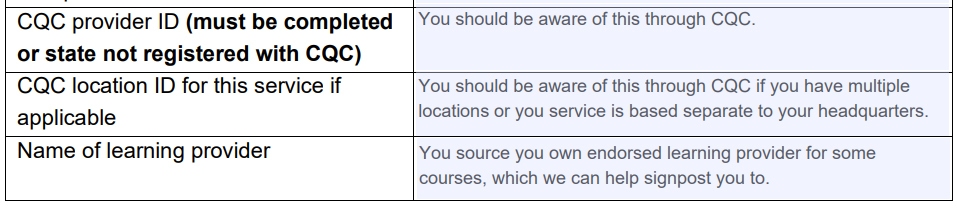 CQC provider ID (must be completed
or state not registered with CQC)
You should be aware of this through CQC.
CQC location ID for this service if
applicable
You should be aware of this through CQC if you have multiple
locations or you service is based separate to your headquarters.
Name of learning provider
You source you own endorsed learning provider for some
courses, which we can help signpost you to.